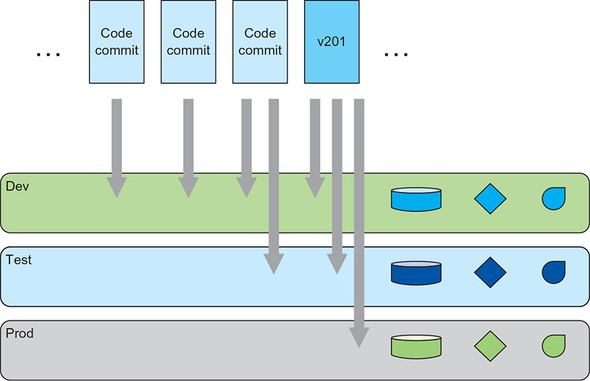 ... Code commit Code commit Code commit v201 ...
Dev
Test
Prod